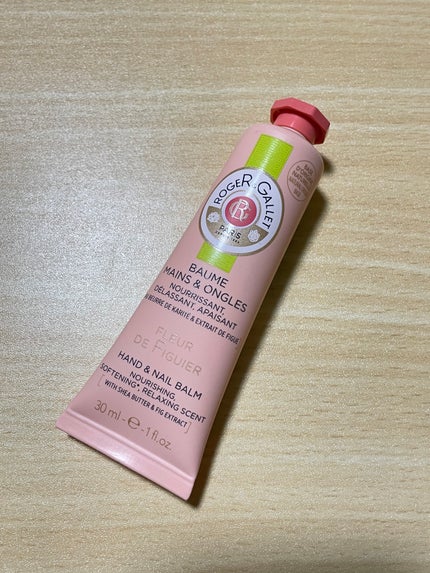 ROGER & GALLET
PARIS
BAUME
MAINS & ONGLES
NOURRISSANT,
DÉLASSANT, APAISANT
BEURRE DE KARITÉ & EXTRAIT DE FIGUE
FLEUR
DE FIGUIER
HAND & NAIL BALM
NOURISHING,
SOFTENING*, RELAXING SCENT
[WITH SHEA BUTTER & FIG EXTRACT]
30 ml - e - 1 fl.oz.